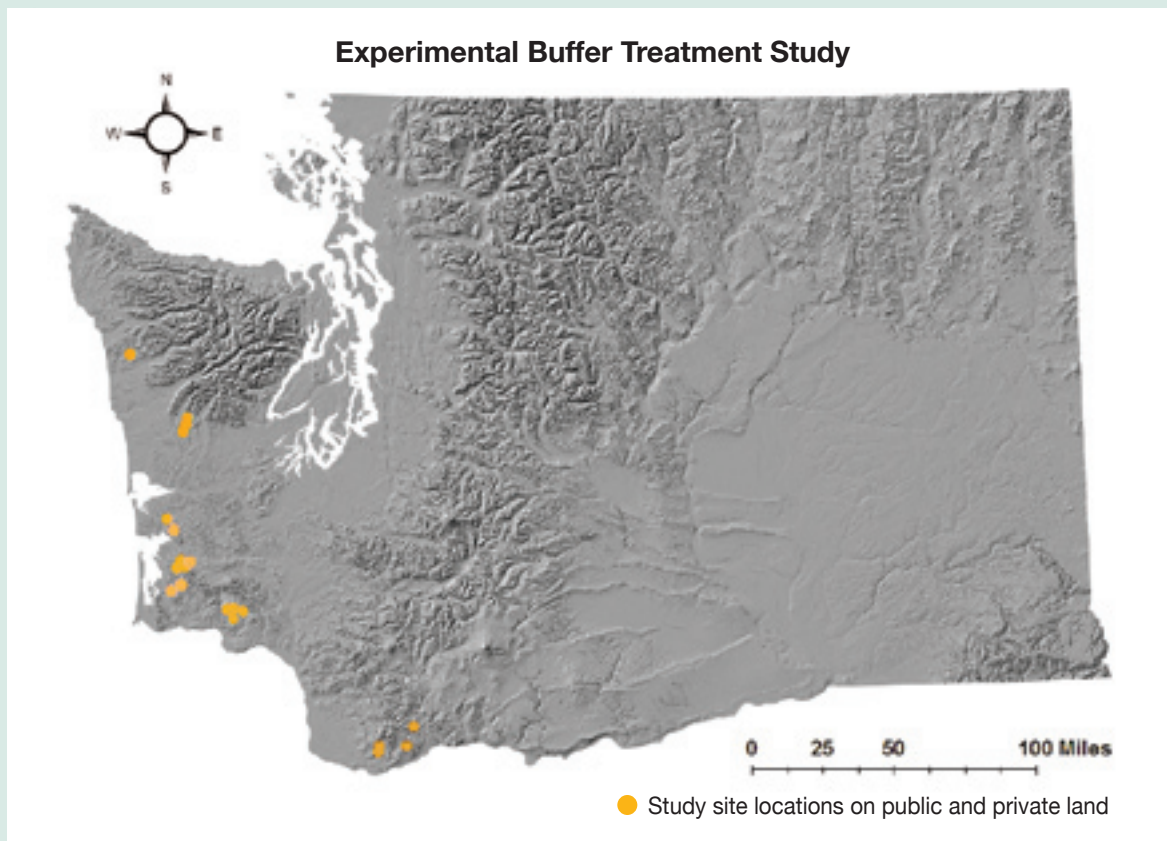 Experimental Buffer Treatment Study
N
W E
S
0 25 50 100 Miles
Study site locations on public and private land